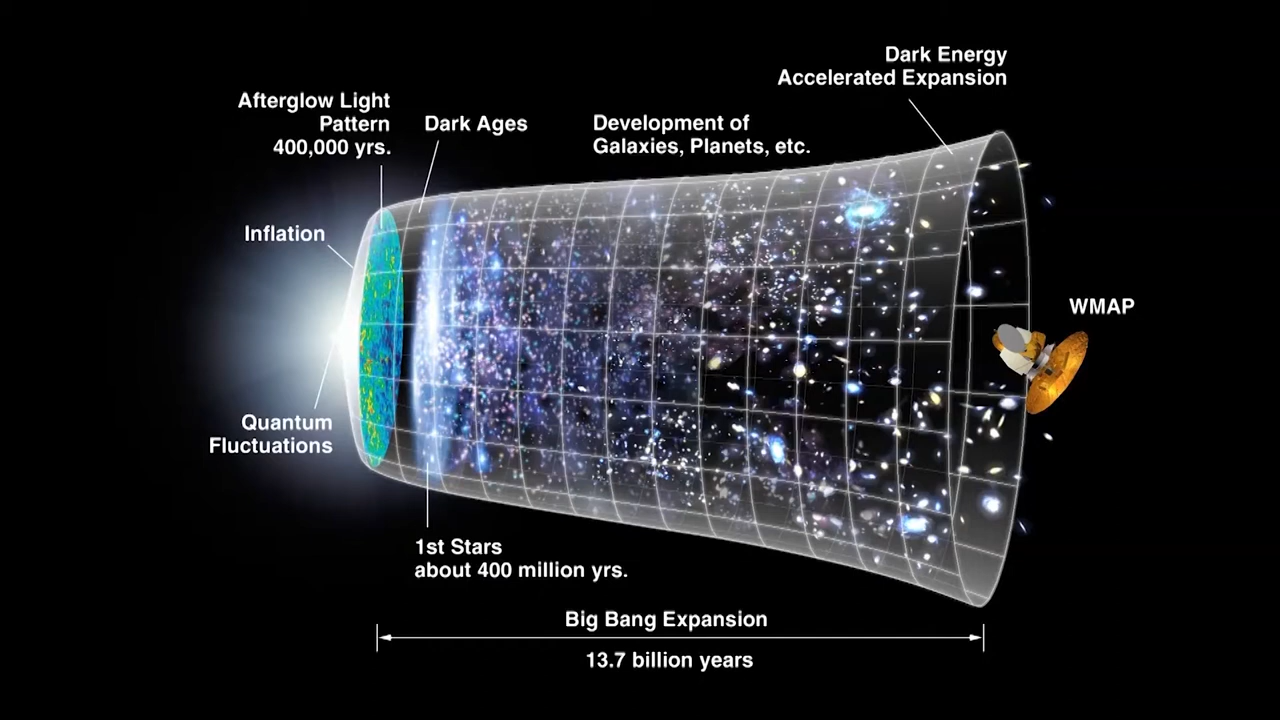 Dark Energy
Accelerated Expansion
Afterglow Light
Pattern
400,000 yrs.
Dark Ages
Development of
Galaxies, Planets, etc.
Inflation
WMAP
Quantum
Fluctuations
1st Stars
about 400 million yrs.
Big Bang Expansion
13.7 billion years